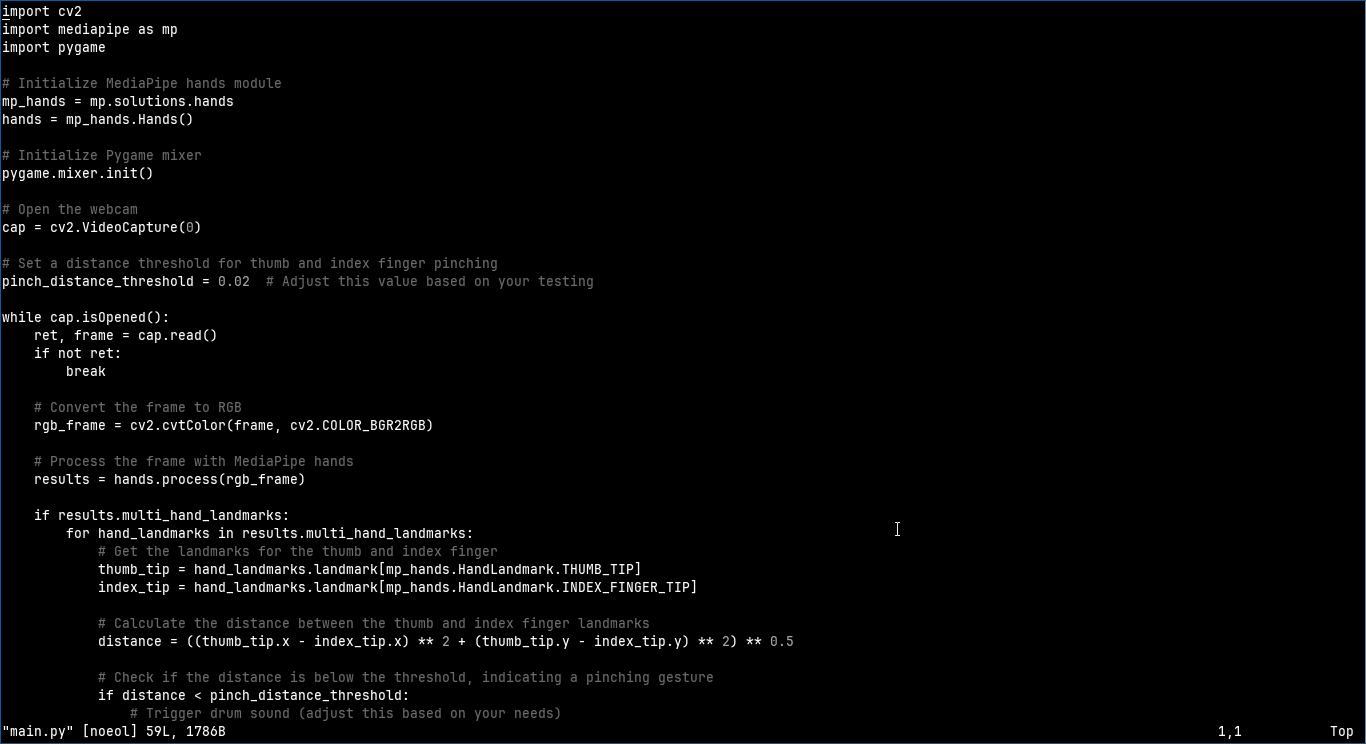 import cv2
import mediapipe as mp
import pygame

# Initialize MediaPipe hands module
mp_hands = mp.solutions.hands
hands = mp_hands.Hands()

# Initialize Pygame mixer
pygame.mixer.init()

# Open the webcam
cap = cv2.VideoCapture(0)

# Set a distance threshold for thumb and index finger pinching
pinch_distance_threshold = 0.02  # Adjust this value based on your testing

while cap.isOpened():
    ret, frame = cap.read()
    if not ret:
        break

    # Convert the frame to RGB
    rgb_frame = cv2.cvtColor(frame, cv2.COLOR_BGR2RGB)

    # Process the frame with MediaPipe hands
    results = hands.process(rgb_frame)

    if results.multi_hand_landmarks:
        for hand_landmarks in results.multi_hand_landmarks:
            # Get the landmarks for the thumb and index finger
            thumb_tip = hand_landmarks.landmark[mp_hands.HandLandmark.THUMB_TIP]
            index_tip = hand_landmarks.landmark[mp_hands.HandLandmark.INDEX_FINGER_TIP]

            # Calculate the distance between the thumb and index finger landmarks
            distance = ((thumb_tip.x - index_tip.x) ** 2 + (thumb_tip.y - index_tip.y) ** 2) ** 0.5

            # Check if the distance is below the threshold, indicating a pinching gesture
            if distance < pinch_distance_threshold:
                # Trigger drum sound (adjust this based on your needs)
"main.py" [noeol] 59L, 1786B 1,1 Top